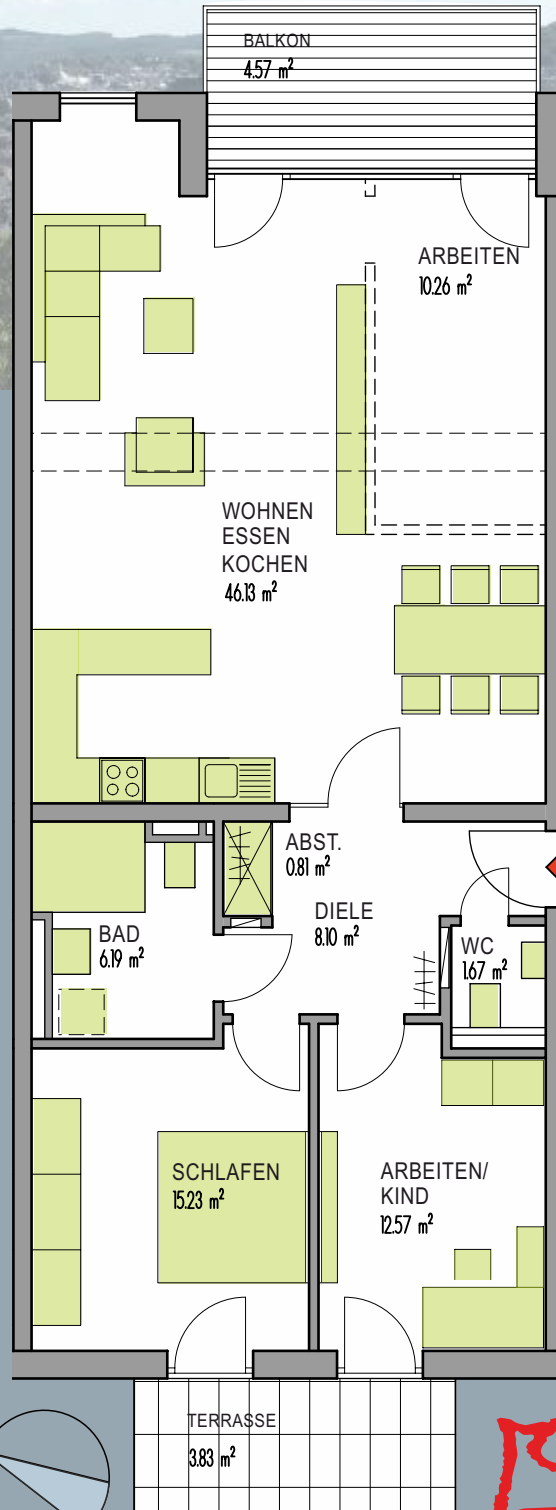 BALKON
4.57 m²
ARBEITEN
10.26 m²
WOHNEN
ESSEN
KOCHEN
46.13 m²
ABST.
0.81 m²
DIELE
8.10 m²
BAD
6.19 m²
WC
1.67 m²
SCHLAFEN
15.23 m²
ARBEITEN/
KIND
12.57 m²
TERRASSE
3.83 m²